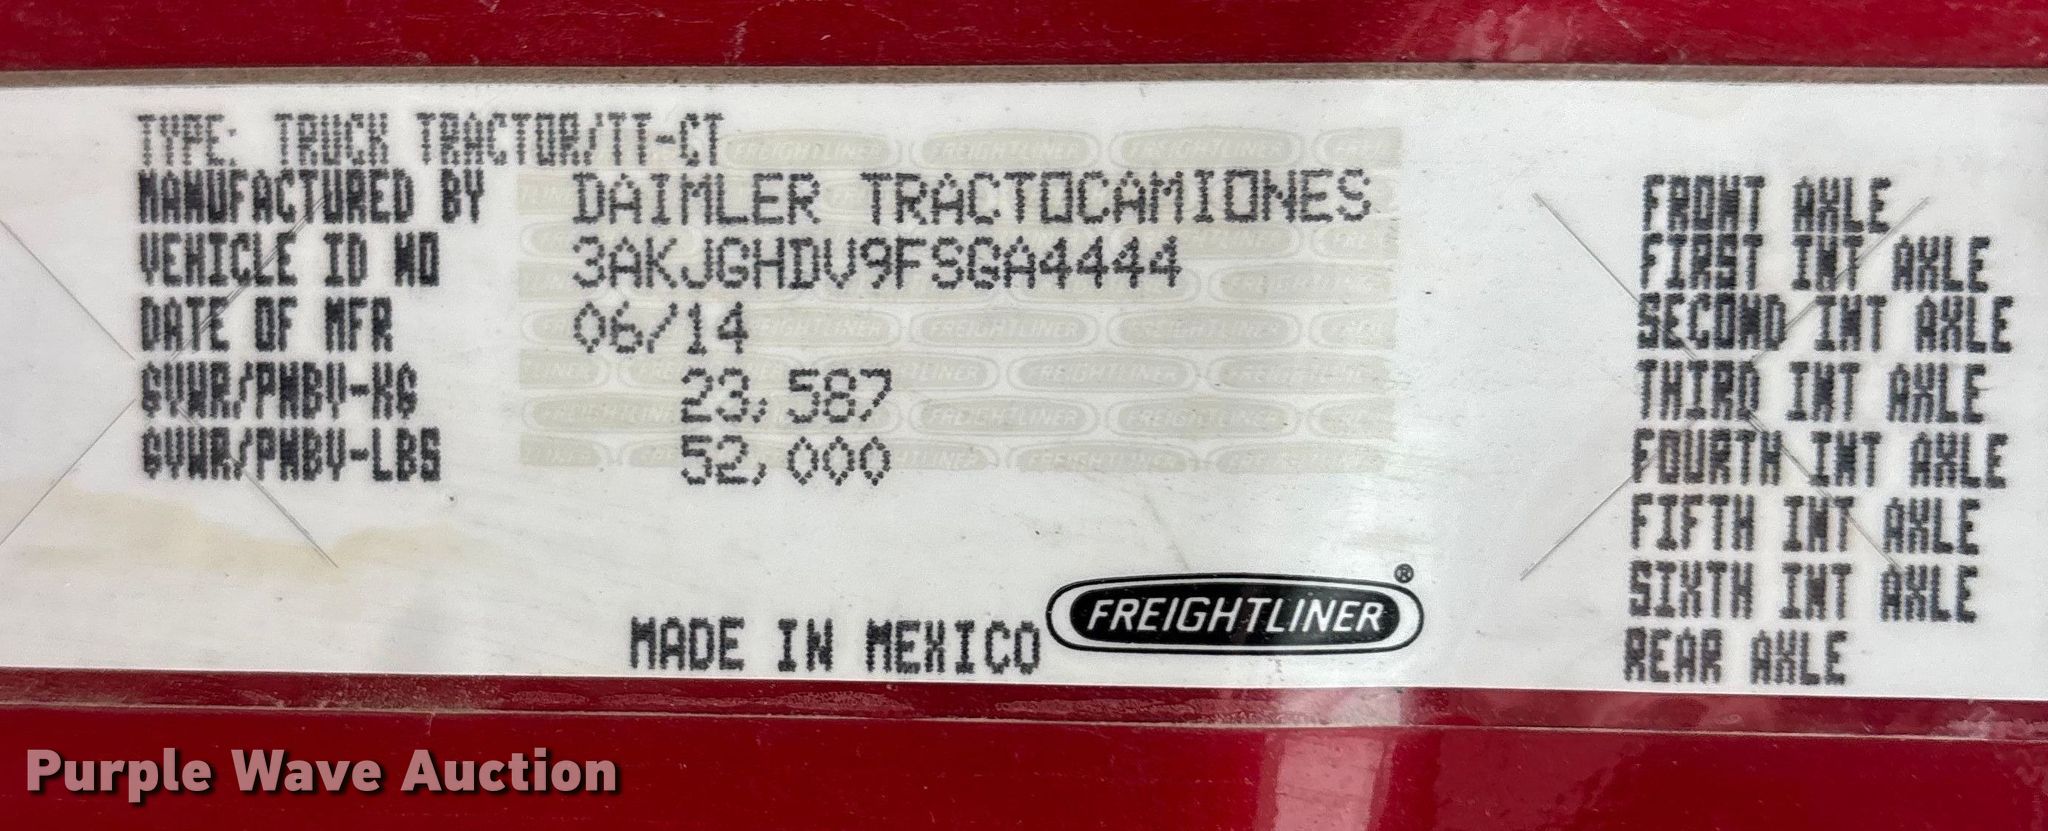 TYPE: TRUCK TRACTOR/TT-CT
MANUFACTURED BY DAIMLER TRACTOCAMIONES
VEHICLE ID NO 3AKJGHDV9FSGA4444
DATE OF MFR 06/14
GVWR/PNBV-KG 23,587
GVWR/PNBV-LBS 52,000
MADE IN MEXICO FREIGHTLINER®
FRONT AXLE
FIRST INT AXLE
SECOND INT AXLE
THIRD INT AXLE
FOURTH INT AXLE
FIFTH INT AXLE
SIXTH INT AXLE
REAR AXLE
Purple Wave Auction